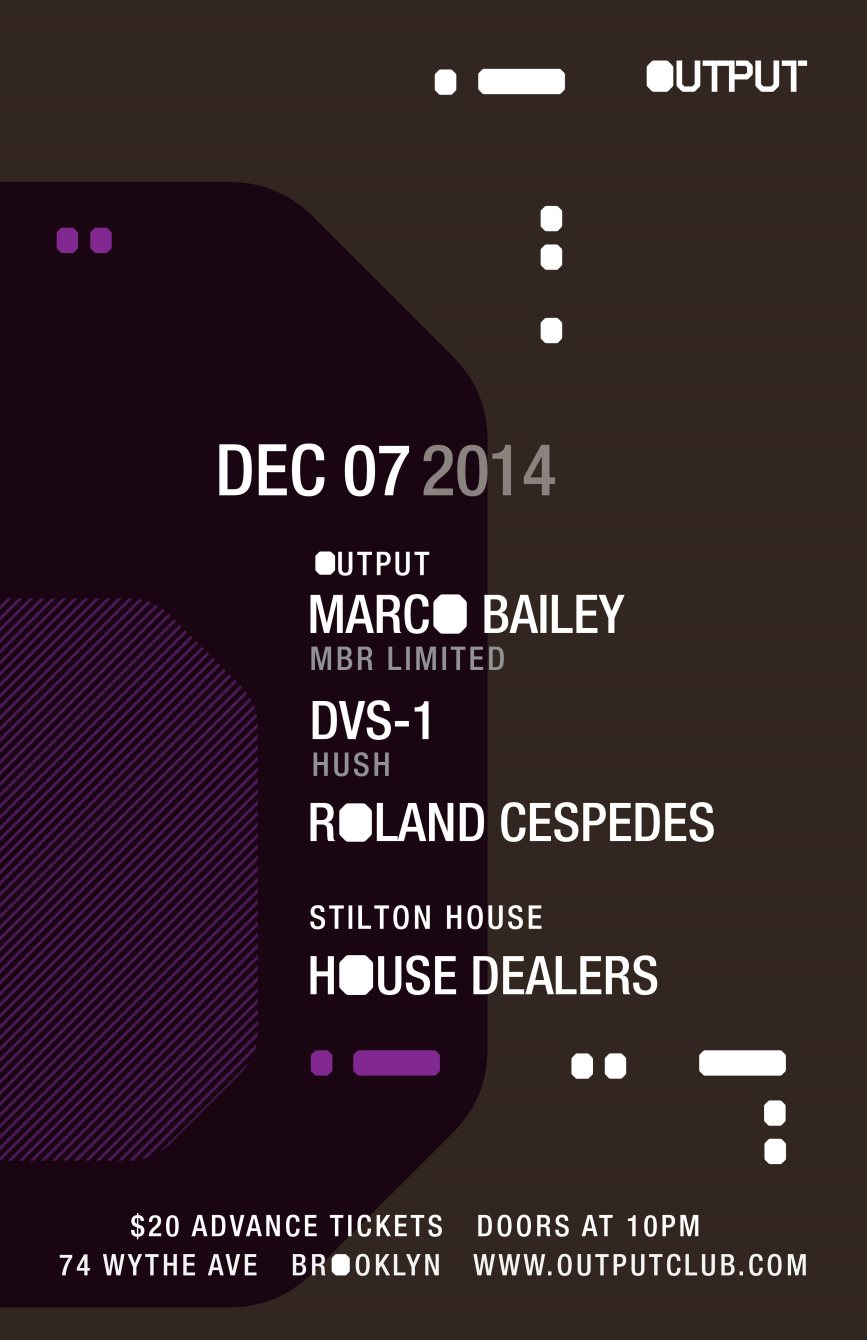 OUTPUT
DEC 07 2014
OUTPUT
MARCO BAILEY
MBR LIMITED
DVS-1
HUSH
ROLAND CESPEDES
STILTON HOUSE
HOUSE DEALERS
$20 ADVANCE TICKETS DOORS AT 10PM
74 WYTHE AVE BROOKLYN WWW.OUTPUTCLUB.COM